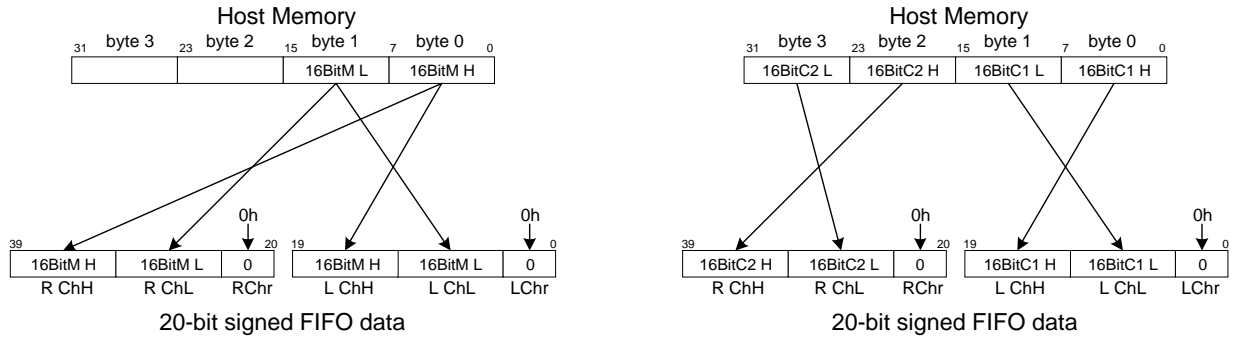 Host Memory
31 byte 3 23 byte 2 15 byte 1 7 byte 0 0
16BitM L 16BitM H
0h 0h
39 20 19 0
16BitM H 16BitM L 0 16BitM H 16BitM L 0
R ChH R ChL RChr L ChH L ChL LChr
20-bit signed FIFO data
Host Memory
31 byte 3 23 byte 2 15 byte 1 7 byte 0 0
16BitC2 L 16BitC2 H 16BitC1 L 16BitC1 H
0h 0h
39 20 19 0
16BitC2 H 16BitC2 L 0 16BitC1 H 16BitC1 L 0
R ChH R ChL RChr L ChH L ChL LChr
20-bit signed FIFO data